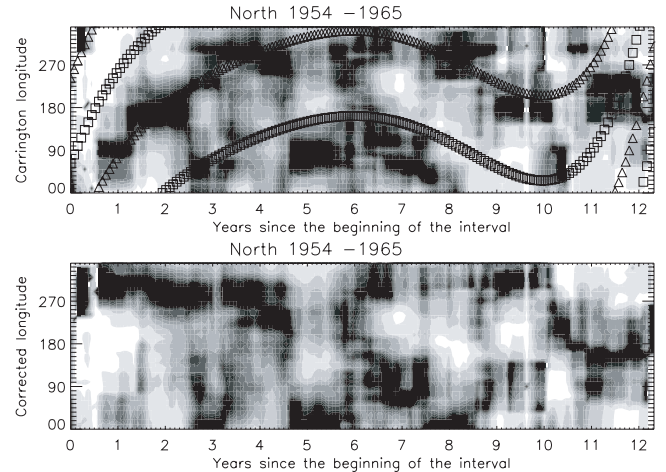 North 1954 −1965
Carrington longitude
270
180
90
00
0 1 2 3 4 5 6 7 8 9 10 11 12
Years since the beginning of the interval
North 1954 −1965
Corrected longitude
270
180
90
00
0 1 2 3 4 5 6 7 8 9 10 11 12
Years since the beginning of the interval